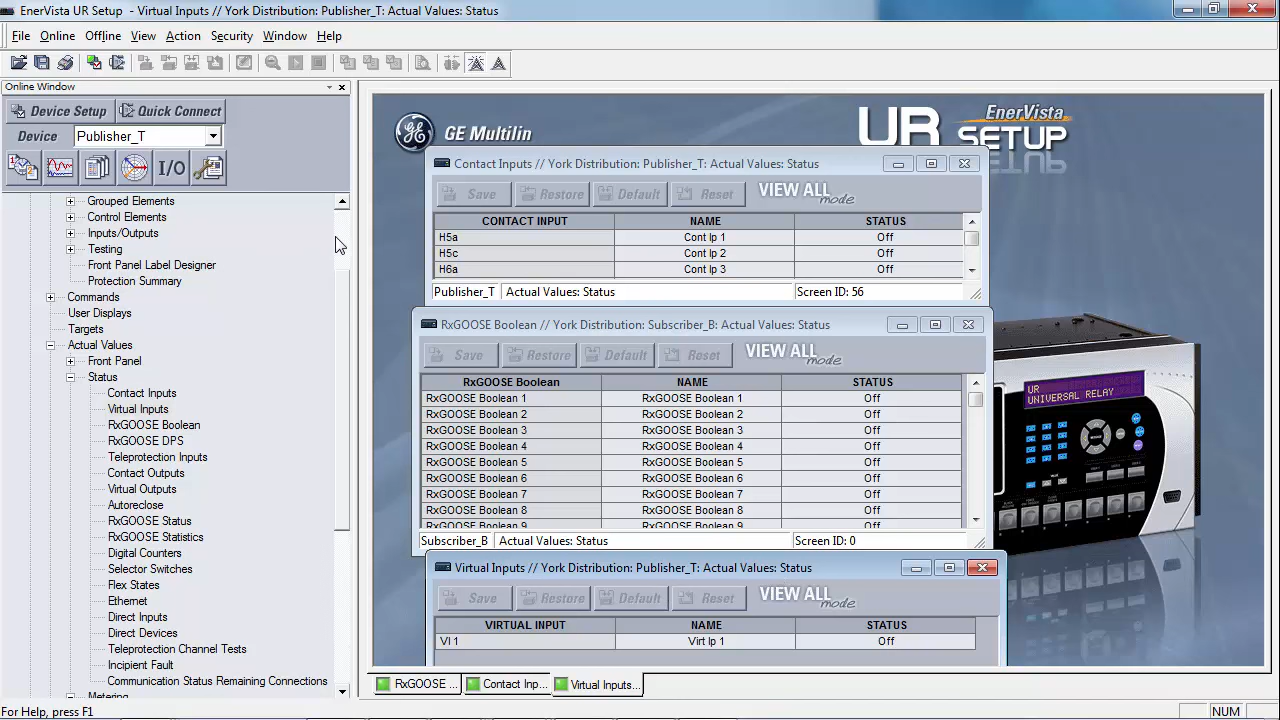 EnerVista UR Setup - Virtual Inputs // York Distribution: Publisher_T: Actual Values: Status
File Online Offline View Action Security Window Help
Online Window
Device Setup Quick Connect
Device Publisher_T
I/O
Grouped Elements
Control Elements
Inputs/Outputs
Testing
Front Panel Label Designer
Protection Summary
Commands
User Displays
Targets
Actual Values
Front Panel
Status
Contact Inputs
Virtual Inputs
RxGOOSE Boolean
RxGOOSE DPS
Teleprotection Inputs
Contact Outputs
Virtual Outputs
Autoreclose
RxGOOSE Status
RxGOOSE Statistics
Digital Counters
Selector Switches
Flex States
Ethernet
Direct Inputs
Direct Devices
Teleprotection Channel Tests
Incipient Fault
Communication Status Remaining Connections
Metering
GE Multilin
EnerVista
UR SETUP
Contact Inputs // York Distribution: Publisher_T: Actual Values: Status
Save Restore Default Reset VIEW ALL mode
CONTACT INPUT NAME STATUS
H5a Cont Ip 1 Off
H5c Cont Ip 2 Off
H6a Cont Ip 3 Off
Publisher_T Actual Values: Status Screen ID: 56
RxGOOSE Boolean // York Distribution: Subscriber_B: Actual Values: Status
Save Restore Default Reset VIEW ALL mode
RxGOOSE Boolean NAME STATUS
RxGOOSE Boolean 1 RxGOOSE Boolean 1 Off
RxGOOSE Boolean 2 RxGOOSE Boolean 2 Off
RxGOOSE Boolean 3 RxGOOSE Boolean 3 Off
RxGOOSE Boolean 4 RxGOOSE Boolean 4 Off
RxGOOSE Boolean 5 RxGOOSE Boolean 5 Off
RxGOOSE Boolean 6 RxGOOSE Boolean 6 Off
RxGOOSE Boolean 7 RxGOOSE Boolean 7 Off
RxGOOSE Boolean 8 RxGOOSE Boolean 8 Off
RxGOOSE Boolean 9 RxGOOSE Boolean 9 Off
Subscriber_B Actual Values: Status Screen ID: 0
Virtual Inputs // York Distribution: Publisher_T: Actual Values: Status
Save Restore Default Reset VIEW ALL mode
VIRTUAL INPUT NAME STATUS
VI 1 Virt Ip 1 Off
UR
UNIVERSAL RELAY
RxGOOSE ... Contact Inp... Virtual Inputs...
For Help, press F1
NUM